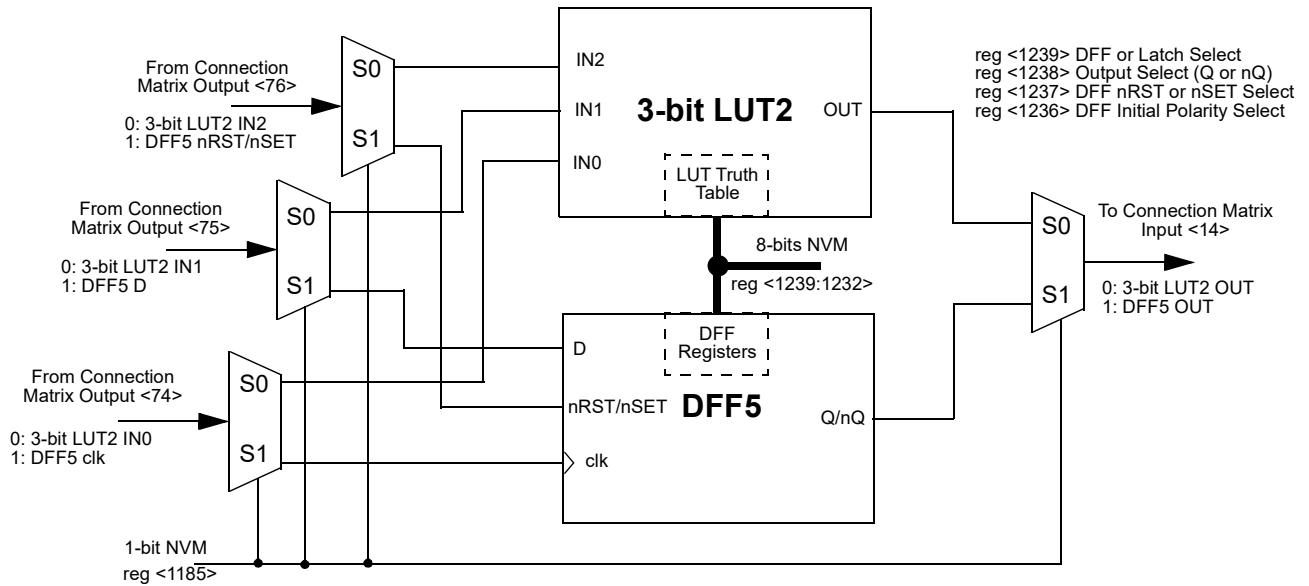 From Connection
Matrix Output <76>
0: 3-bit LUT2 IN2
1: DFF5 nRST/nSET
S0
S1
From Connection
Matrix Output <75>
0: 3-bit LUT2 IN1
1: DFF5 D
S0
S1
From Connection
Matrix Output <74>
0: 3-bit LUT2 IN0
1: DFF5 clk
S0
S1
1-bit NVM
reg <1185>
IN2
IN1
IN0
3-bit LUT2
OUT
LUT Truth
Table
8-bits NVM
reg <1239:1232>
DFF
Registers
D
nRST/nSET
clk
DFF5
Q/nQ
reg <1239> DFF or Latch Select
reg <1238> Output Select (Q or nQ)
reg <1237> DFF nRST or nSET Select
reg <1236> DFF Initial Polarity Select
S0
S1
To Connection Matrix
Input <14>
0: 3-bit LUT2 OUT
1: DFF5 OUT